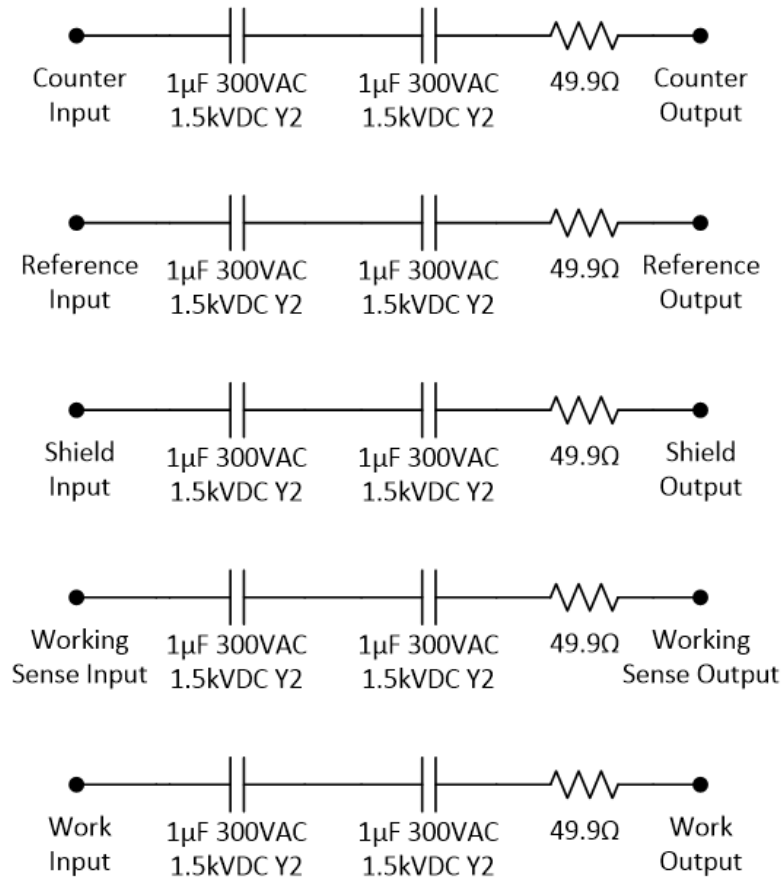 Counter 1µF 300VAC 1µF 300VAC 49.9Ω Counter
Input 1.5kVDC Y2 1.5kVDC Y2 Output
Reference 1µF 300VAC 1µF 300VAC 49.9Ω Reference
Input 1.5kVDC Y2 1.5kVDC Y2 Output
Shield 1µF 300VAC 1µF 300VAC 49.9Ω Shield
Input 1.5kVDC Y2 1.5kVDC Y2 Output
Working 1µF 300VAC 1µF 300VAC 49.9Ω Working
Sense Input 1.5kVDC Y2 1.5kVDC Y2 Sense Output
Work 1µF 300VAC 1µF 300VAC 49.9Ω Work
Input 1.5kVDC Y2 1.5kVDC Y2 Output